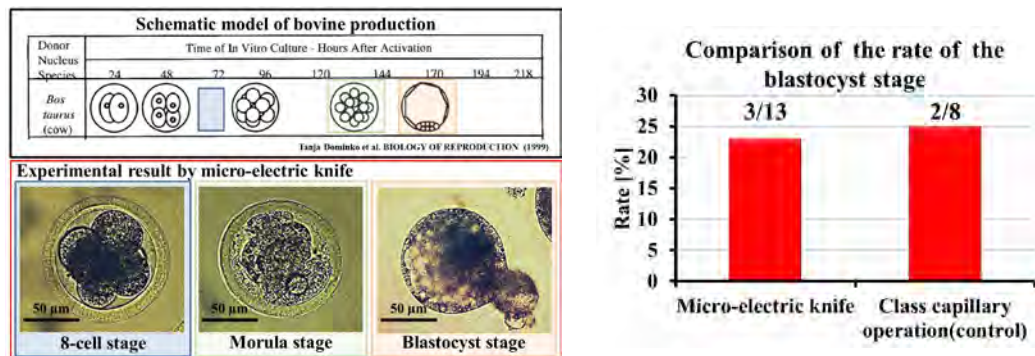 Schematic model of bovine production
Donor
Nucleus
Species
Time of In Vitro Culture - Hours After Activation
24 48 72 96 120 144 170 194 218
Bos
taurus
(cow)
Tanja Dominko et al. BIOLOGY OF REPRODUCTION (1999)
Experimental result by micro-electric knife
50 μm
50 μm
50 μm
8-cell stage
Morula stage
Blastocyst stage
Comparison of the rate of the
blastocyst stage
Rate [%]
30
25
20
15
10
5
0
3/13
2/8
Micro-electric knife
Class capillary
operation(control)